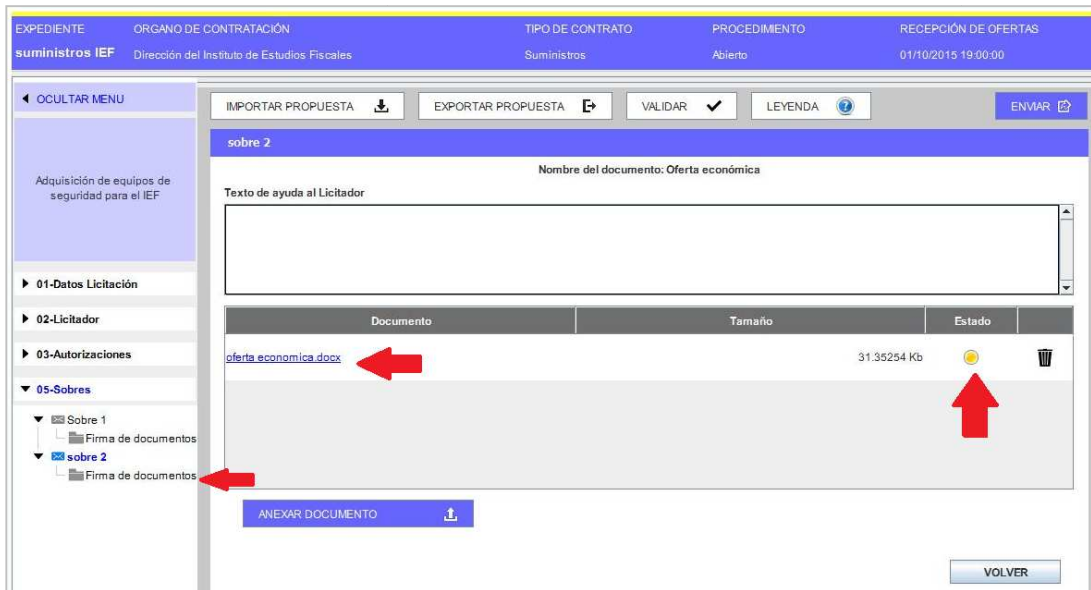 EXPEDIENTE ORGANO DE CONTRATACIÓN TIPO DE CONTRATO PROCEDIMIENTO RECEPCIÓN DE OFERTAS
suministros IEF Dirección del Instituto de Estudios Fiscales Suministros Abierto 01/10/2015 19:00:00
OCULTAR MENU
IMPORTAR PROPUESTA EXPORTAR PROPUESTA VALIDAR LEYENDA ? ENVIAR
sobre 2
Nombre del documento: Oferta económica
Adquisición de equipos de
seguridad para el IEF
Texto de ayuda al Licitador
01-Datos Licitación
02-Licitador
03-Autorizaciones
05-Sobres
Sobre 1
Firma de documentos
sobre 2
Firma de documentos
Documento Tamaño Estado
oferta economica.docx 31.35254 Kb
ANEXAR DOCUMENTO
VOLVER